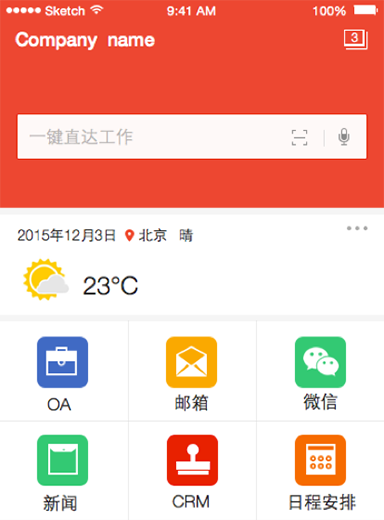 Sketch 9:41 AM 100%
Company name 3
一键直达工作
2015年12月3日 北京 晴
23°C
OA 邮箱 微信
新闻 CRM 日程安排